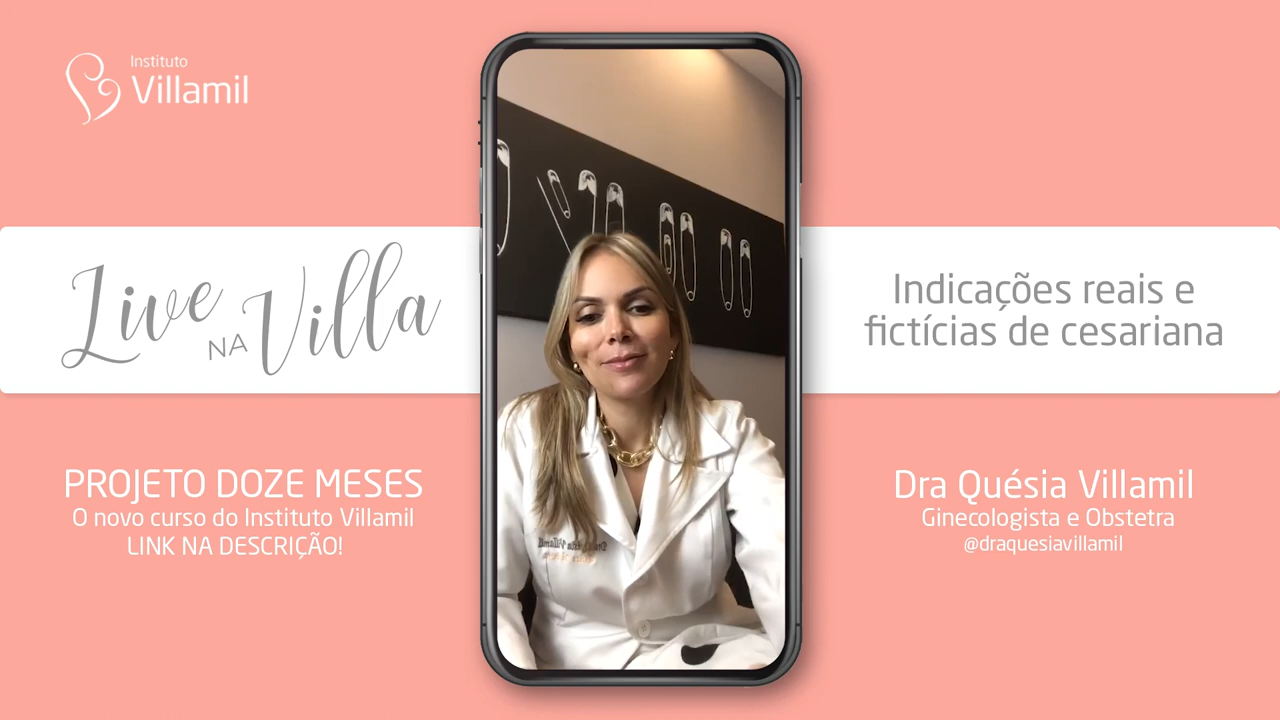 Instituto
Villamil
Live NA Villa
Indicações reais e
fictícias de cesariana
PROJETO DOZE MESES
O novo curso do Instituto Villamil
LINK NA DESCRIÇÃO!
Dra Quésia Villamil
Ginecologista e Obstetra
@draquesiavillamil